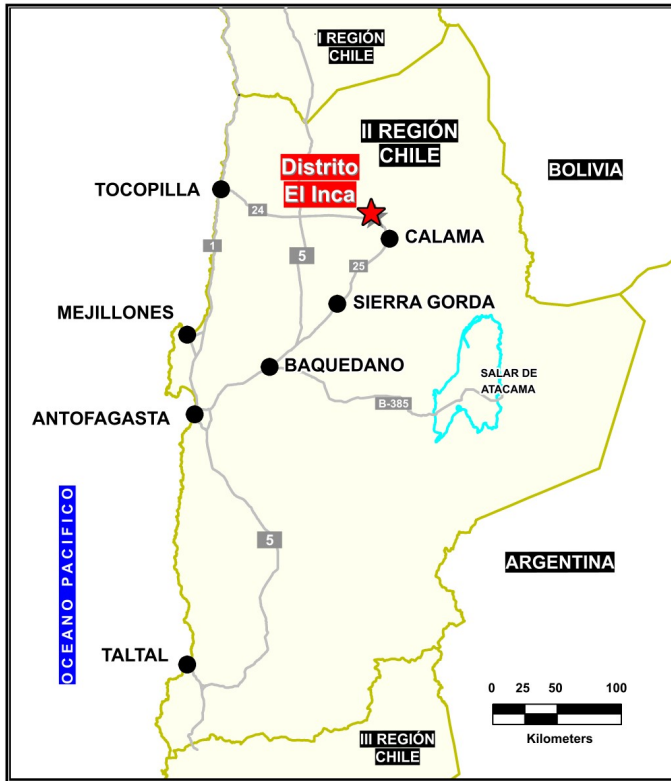 I REGIÓN
CHILE
II REGIÓN
CHILE
Distrito
El Inca
BOLIVIA
TOCOPILLA
24
CALAMA
1
5
25
SIERRA GORDA
MEJILLONES
BAQUEDANO
SALAR DE
ATACAMA
B-385
ANTOFAGASTA
OCEANO PACIFICO
5
ARGENTINA
TALTAL
0 25 50 100
Kilometers
III REGIÓN
CHILE